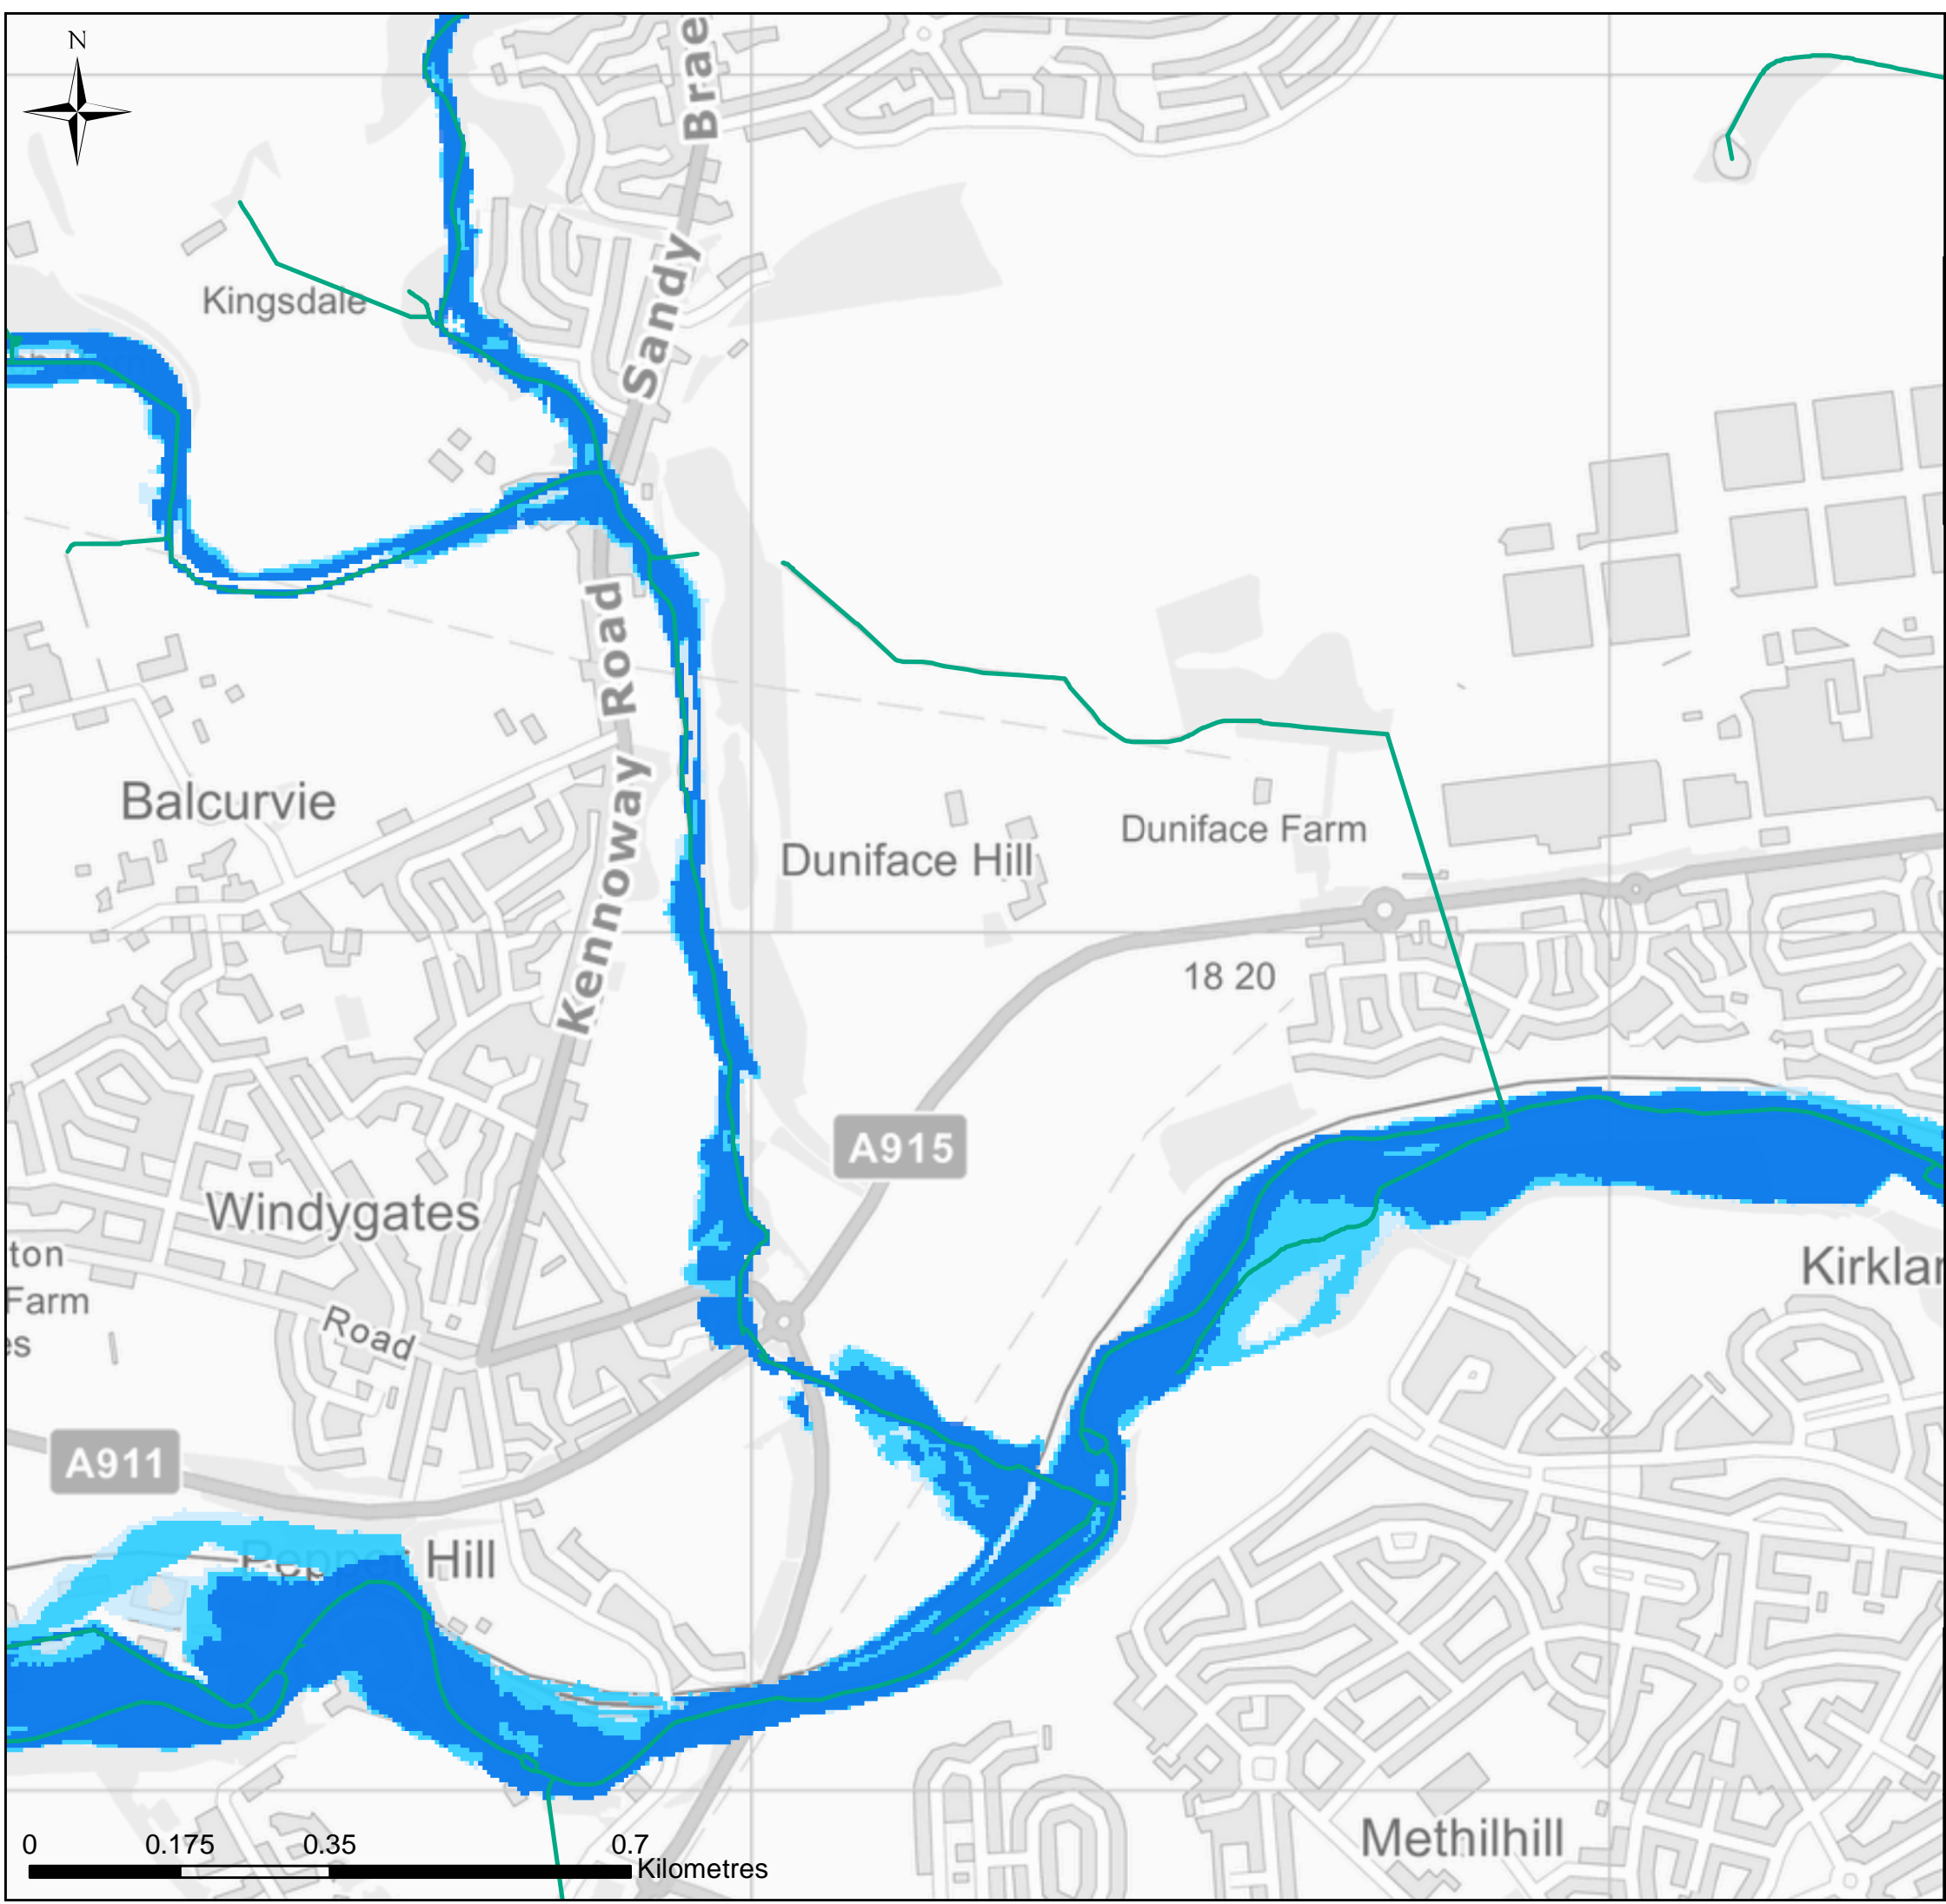 N
Brae
Sandy
Kingsdale
Kennoway Road
Balcurvie
Duniface Hill
Duniface Farm
18 20
A915
Windygates
ton
Farm
es
Road
Kirklar
A911
Pepper Hill
Methilhill
0 0.175 0.35 0.7
Kilometres